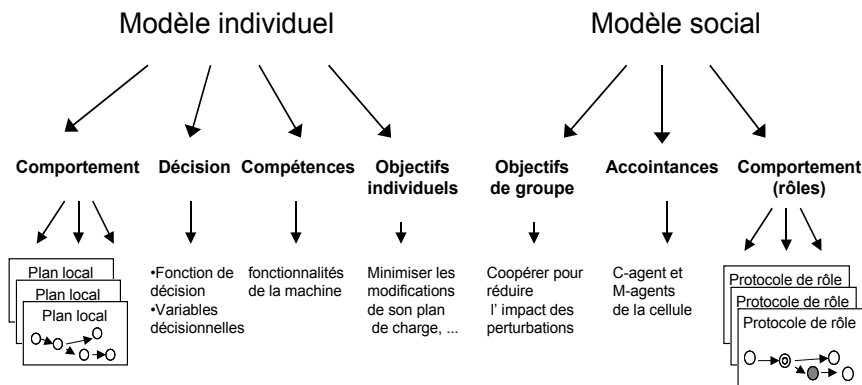 Modèle individuel
Modèle social
Comportement
Décision
Compétences
Objectifs
individuels
Objectifs
de groupe
Accointances
Comportement
(rôles)
Plan local
Plan local
Plan local
•Fonction de
décision
•Variables
décisionnelles
fonctionnalités
de la machine
Minimiser les
modifications
de son plan
de charge, ...
Coopérer pour
réduire
l’ impact des
perturbations
C-agent et
M-agents
de la cellule
Protocole de rôle
Protocole de rôle
Protocole de rôle